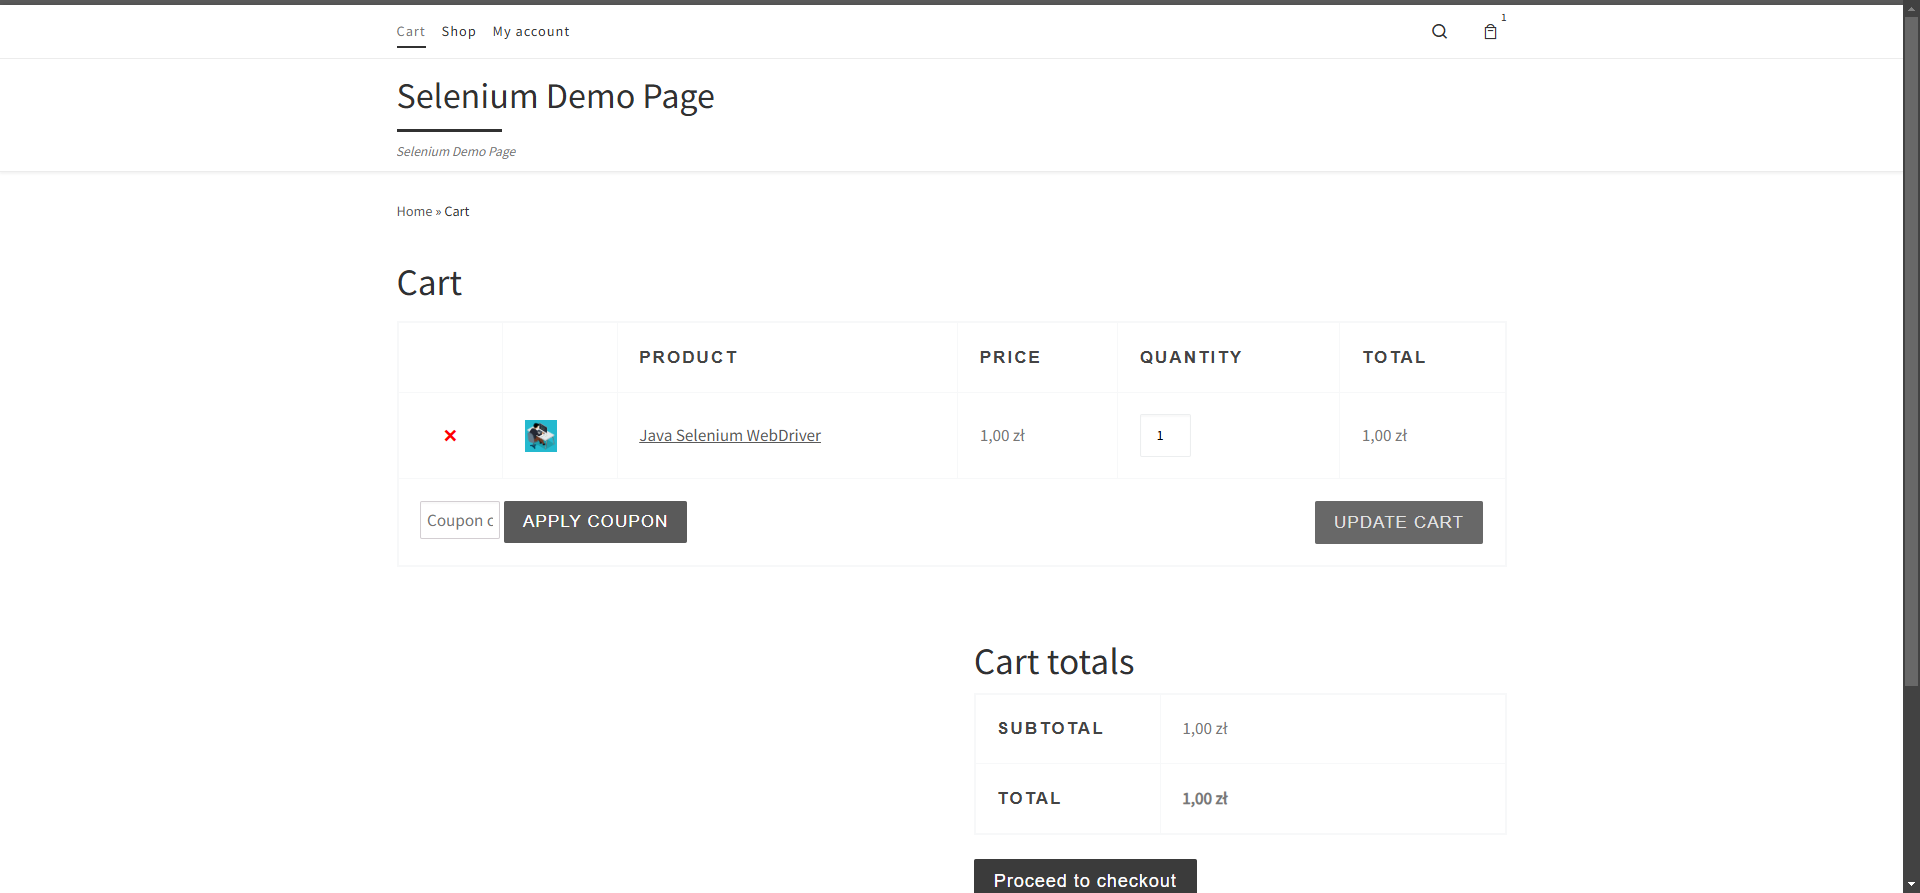 Cart Shop My account 1
Selenium Demo Page
Selenium Demo Page
Home » Cart
Cart
PRODUCT PRICE QUANTITY TOTAL
× Java Selenium WebDriver 1,00 zł 1 1,00 zł
Coupon c APPLY COUPON UPDATE CART
Cart totals
SUBTOTAL 1,00 zł
TOTAL 1,00 zł
Proceed to checkout